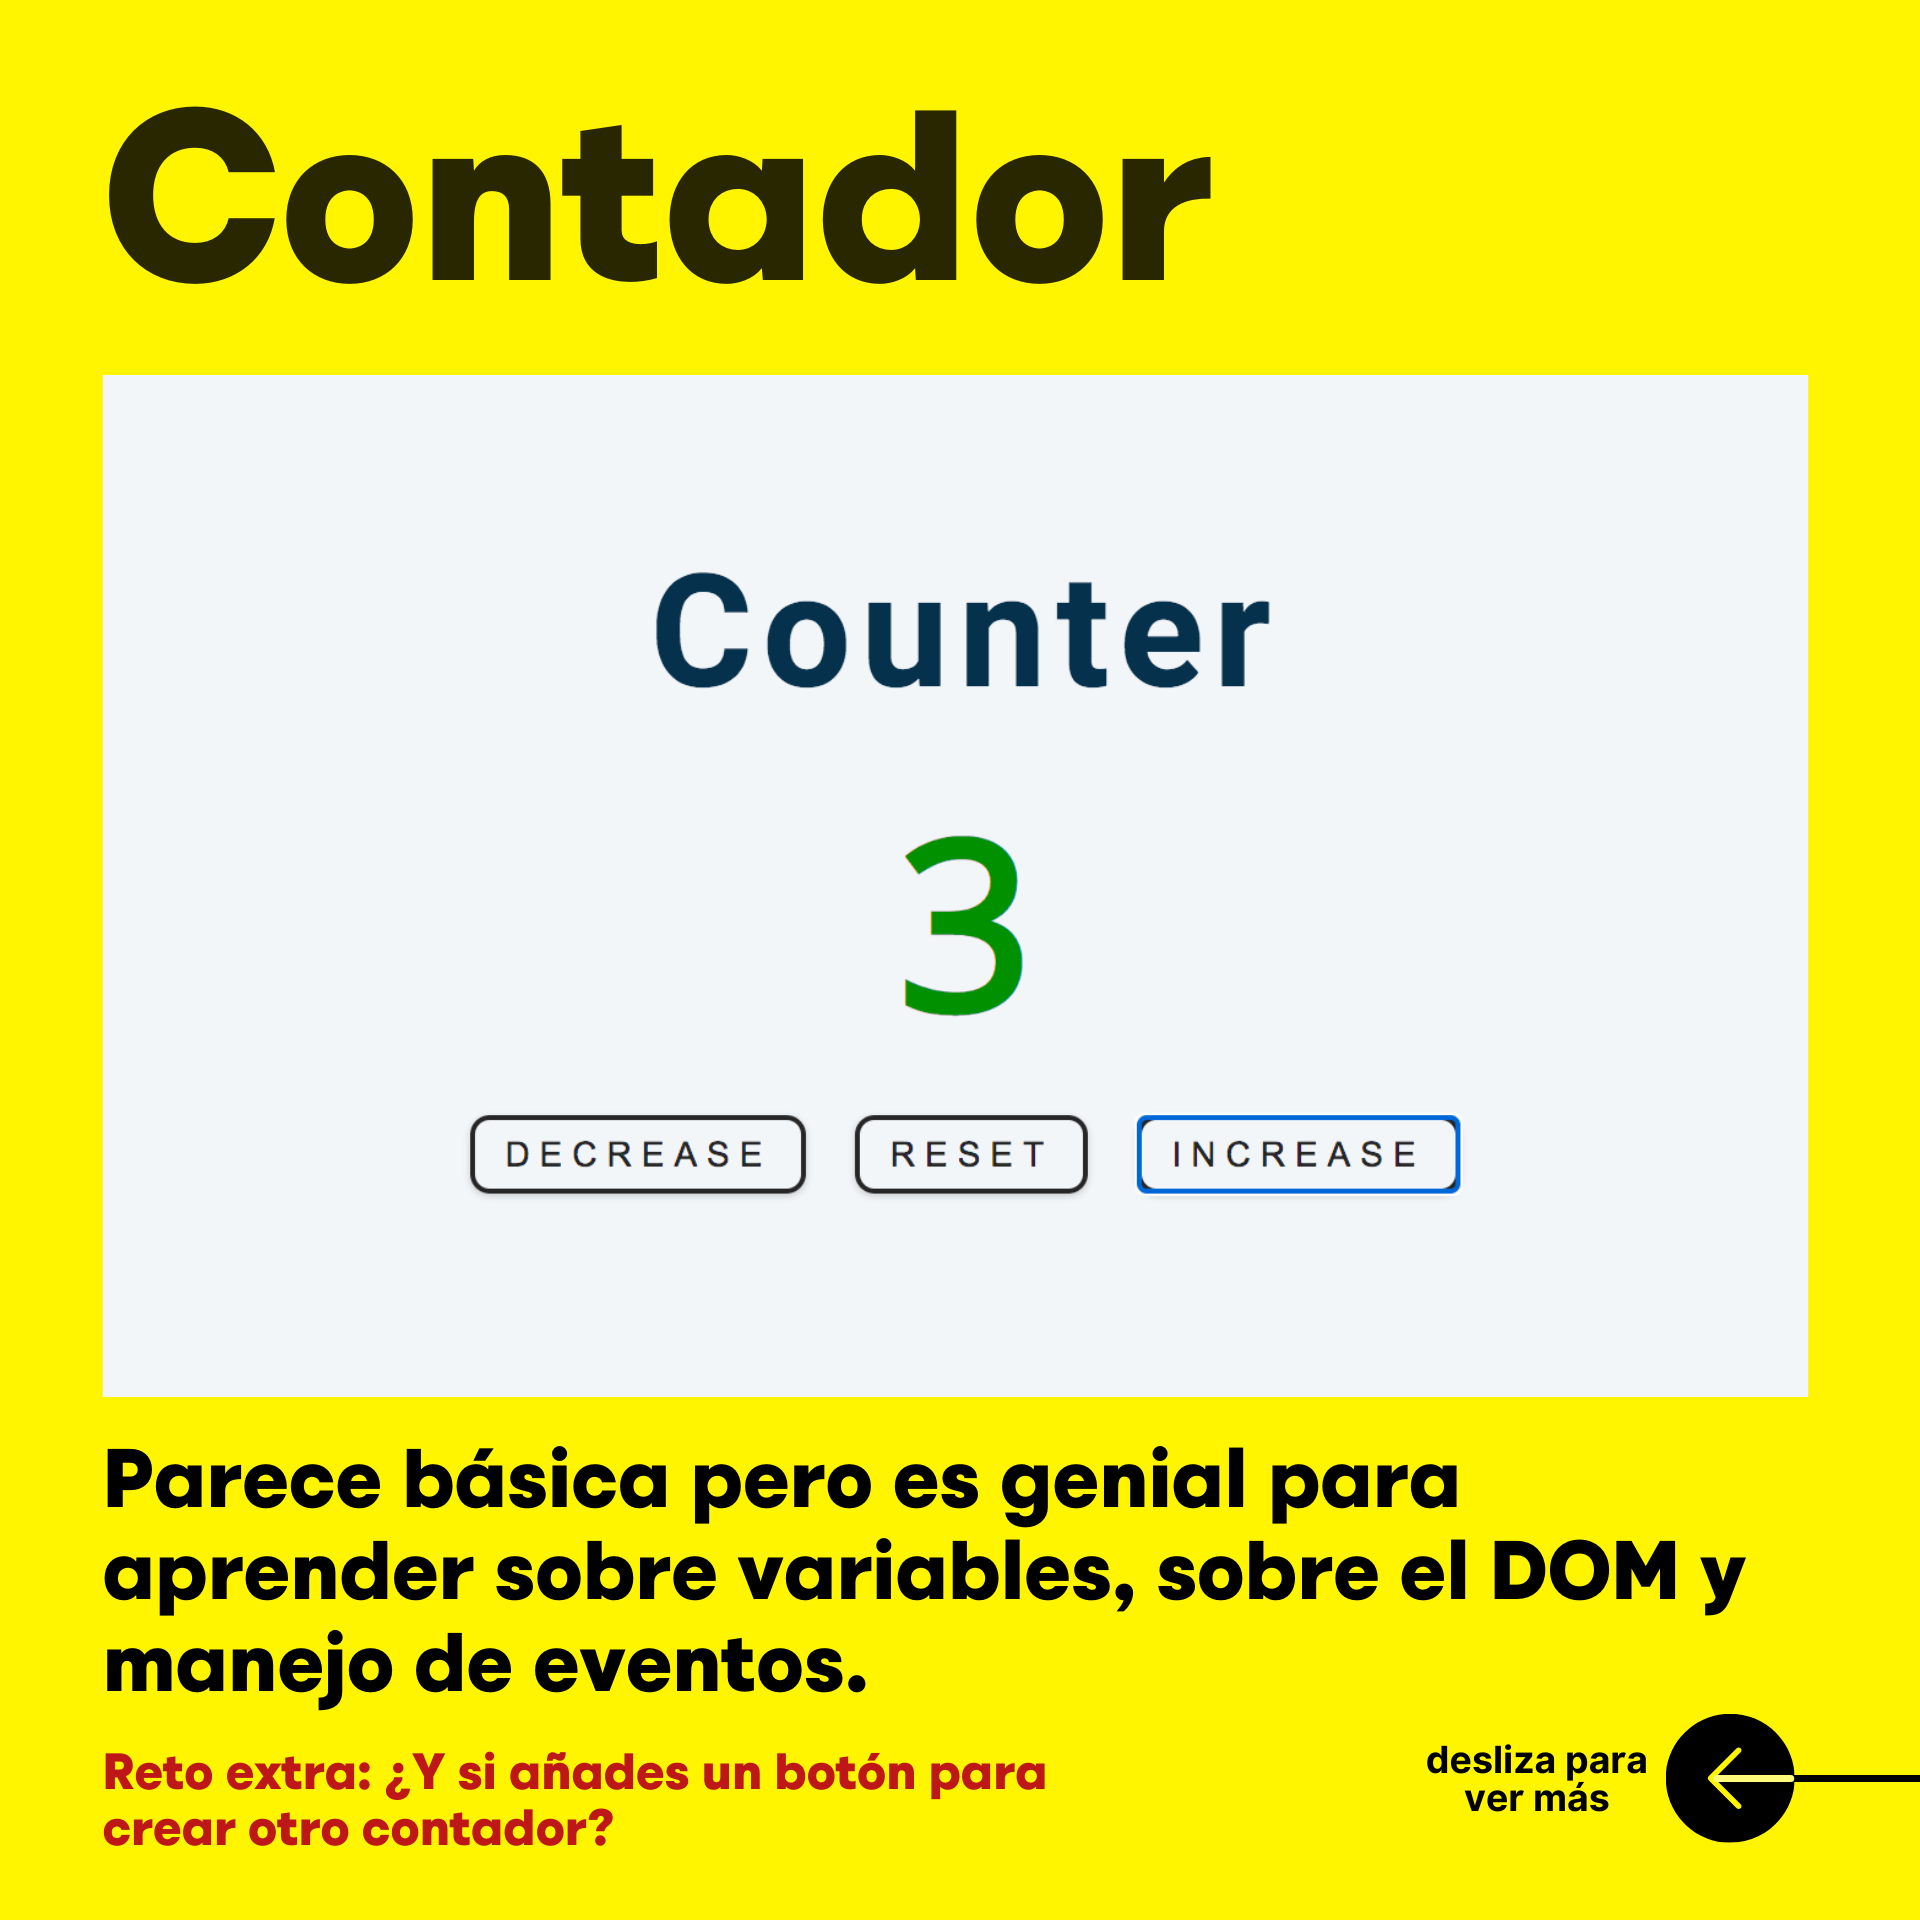 Contador
Counter
3
DECREASE
RESET
INCREASE
Parece básica pero es genial para
aprender sobre variables, sobre el DOM y
manejo de eventos.
Reto extra: ¿Y si añades un botón para
crear otro contador?
desliza para
ver más